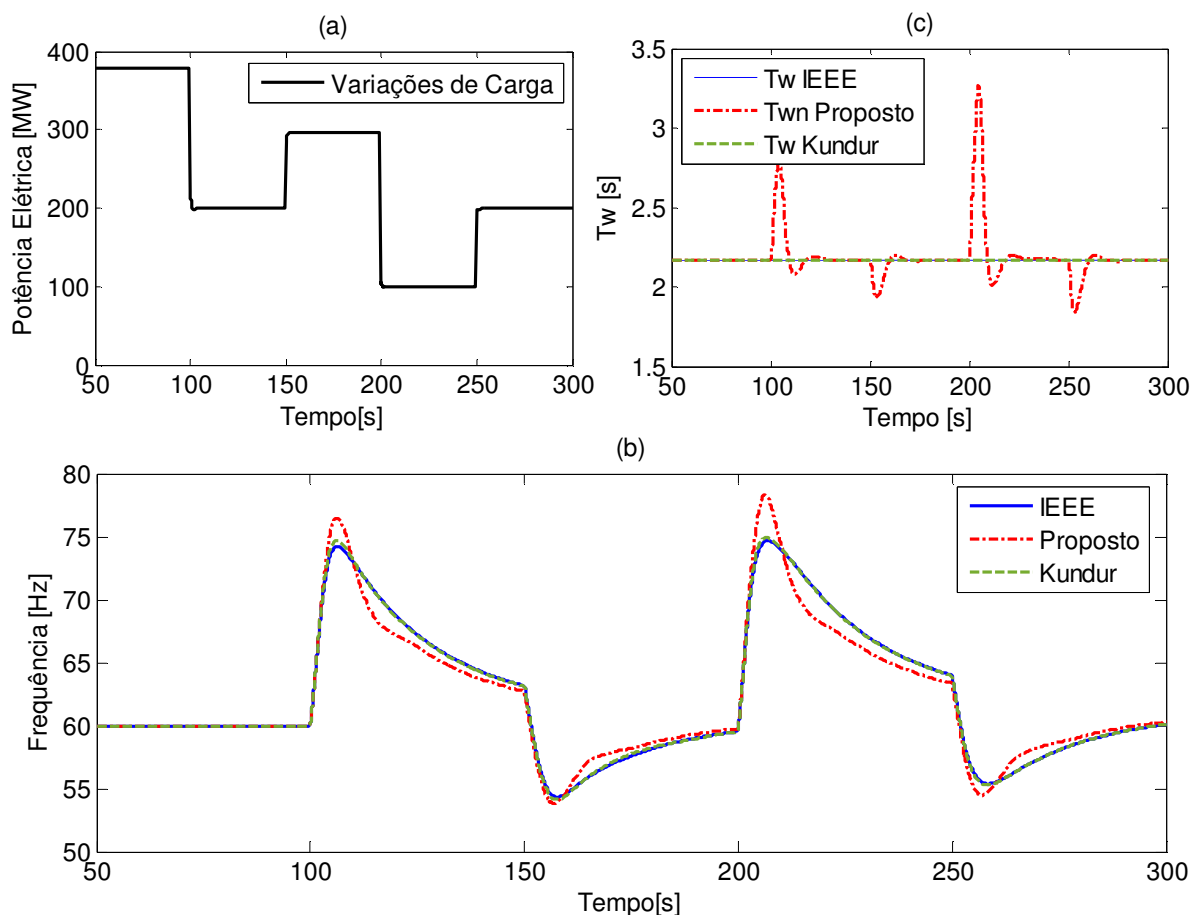 (a)
Potência Elétrica [MW]
400
300
200
100
0
Variações de Carga
50 100 150 200 250 300
Tempo[s]
(c)
Tw [s]
3.5
3
2.5
2
1.5
Tw IEEE
Twn Proposto
Tw Kundur
50 100 150 200 250 300
Tempo [s]
(b)
Frequência [Hz]
80
75
70
65
60
55
50
IEEE
Proposto
Kundur
50 100 150 200 250 300
Tempo[s]